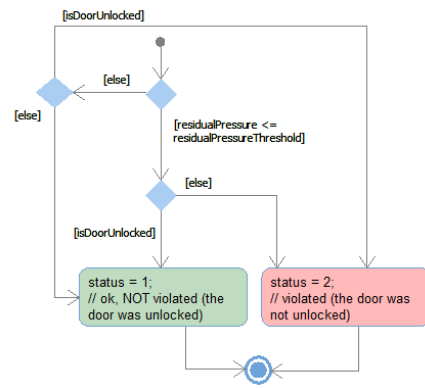 [isDoorUnlocked]
[else]
[else]
[residualPressure <=
residualPressureThreshold]
[else]
[isDoorUnlocked]
status = 1;
// ok, NOT violated (the
door was unlocked)
status = 2;
// violated (the door was
not unlocked)